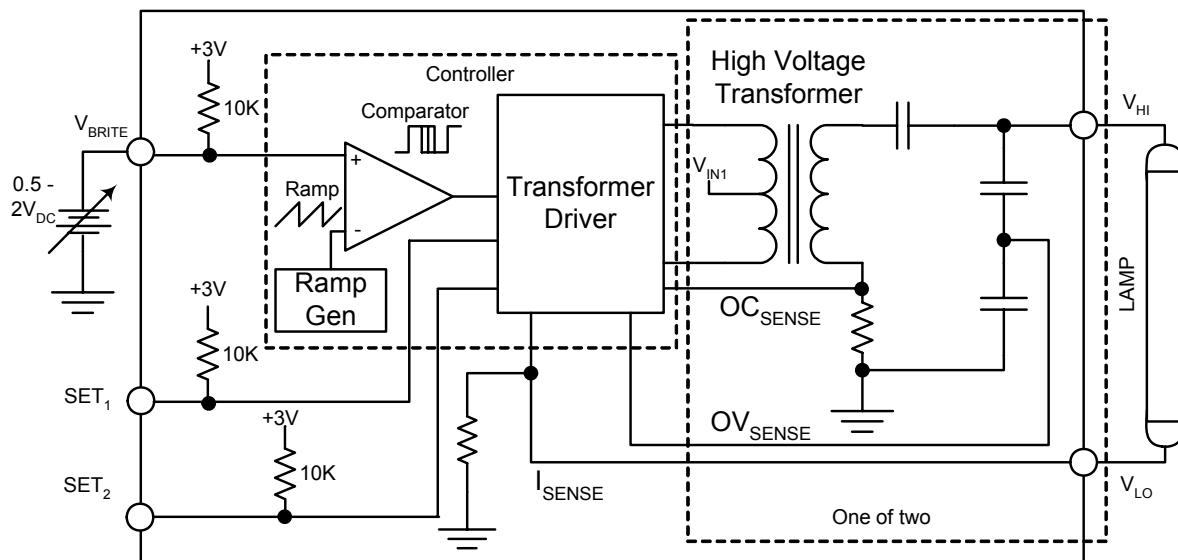 +3V
10K
V_BRITE
0.5 -
2V_DC
Controller
Comparator
+
Ramp
-
Ramp
Gen
Transformer
Driver
High Voltage
Transformer
V_IN1
V_HI
LAMP
OC_SENSE
+3V
10K
SET_1
OV_SENSE
+3V
10K
SET_2
I_SENSE
V_LO
One of two